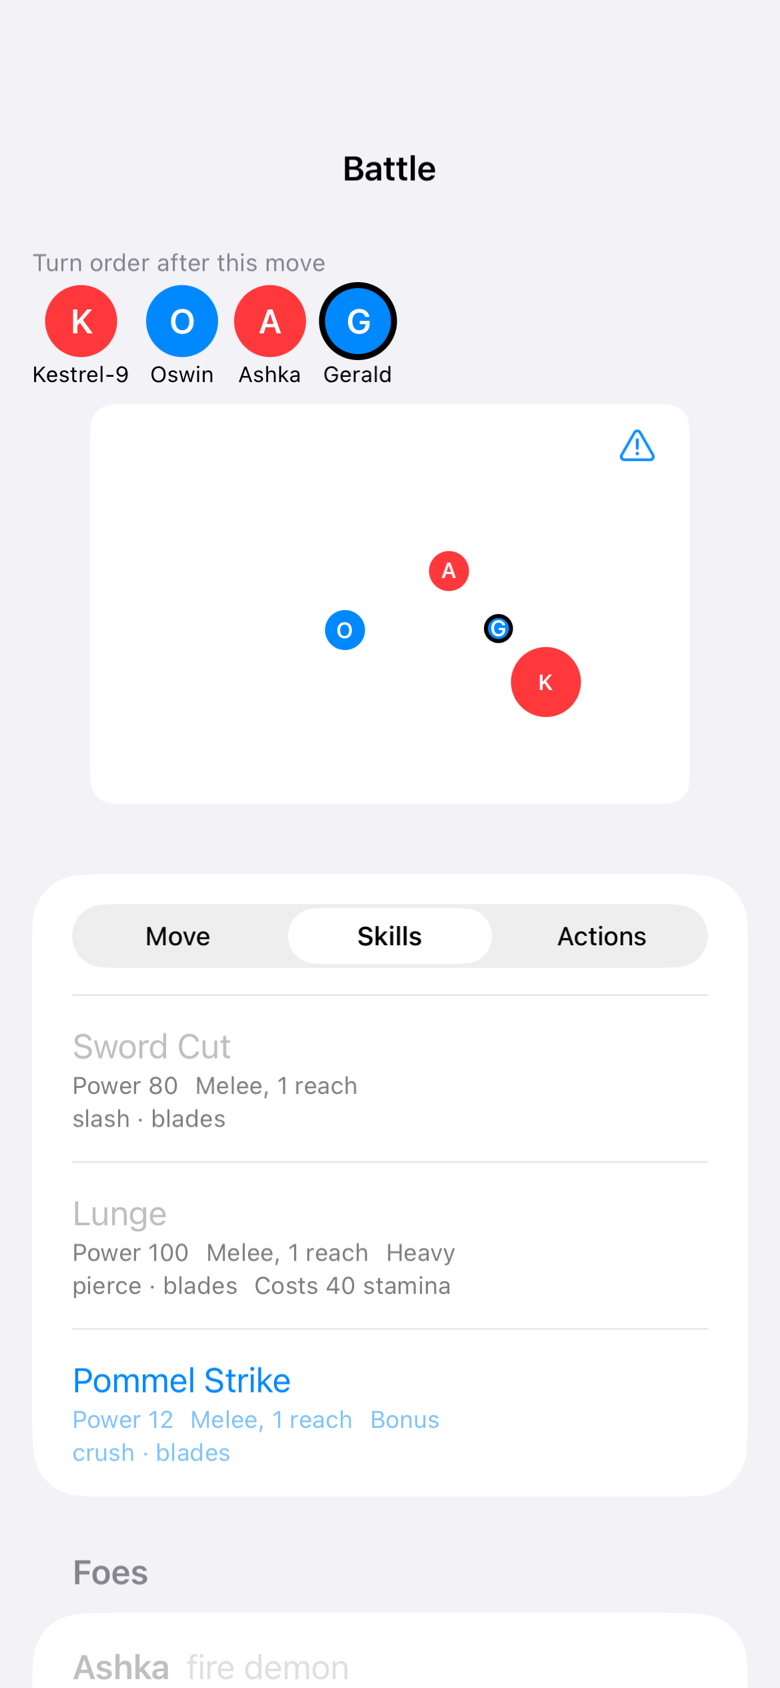 Battle
Turn order after this move
K O A G
Kestrel-9 Oswin Ashka Gerald
A
O G
K
Move Skills Actions
Sword Cut
Power 80 Melee, 1 reach
slash · blades
Lunge
Power 100 Melee, 1 reach Heavy
pierce · blades Costs 40 stamina
Pommel Strike
Power 12 Melee, 1 reach Bonus
crush · blades
Foes
Ashka fire demon